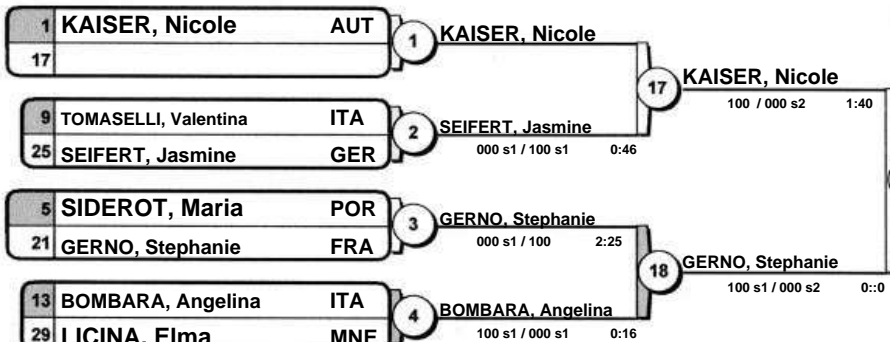 1 KAISER, Nicole AUT
17
1 KAISER, Nicole
9 TOMASELLI, Valentina ITA
25 SEIFERT, Jasmine GER
2 SEIFERT, Jasmine
000 s1 / 100 s1 0:46
17 KAISER, Nicole
100 / 000 s2 1:40
5 SIDEROT, Maria POR
21 GERNO, Stephanie FRA
3 GERNO, Stephanie
000 s1 / 100 2:25
13 BOMBARA, Angelina ITA
29 LICINA, Elma MNE
4 BOMBARA, Angelina
100 s1 / 000 s1 0:16
18 GERNO, Stephanie
100 s1 / 000 s2 0::0